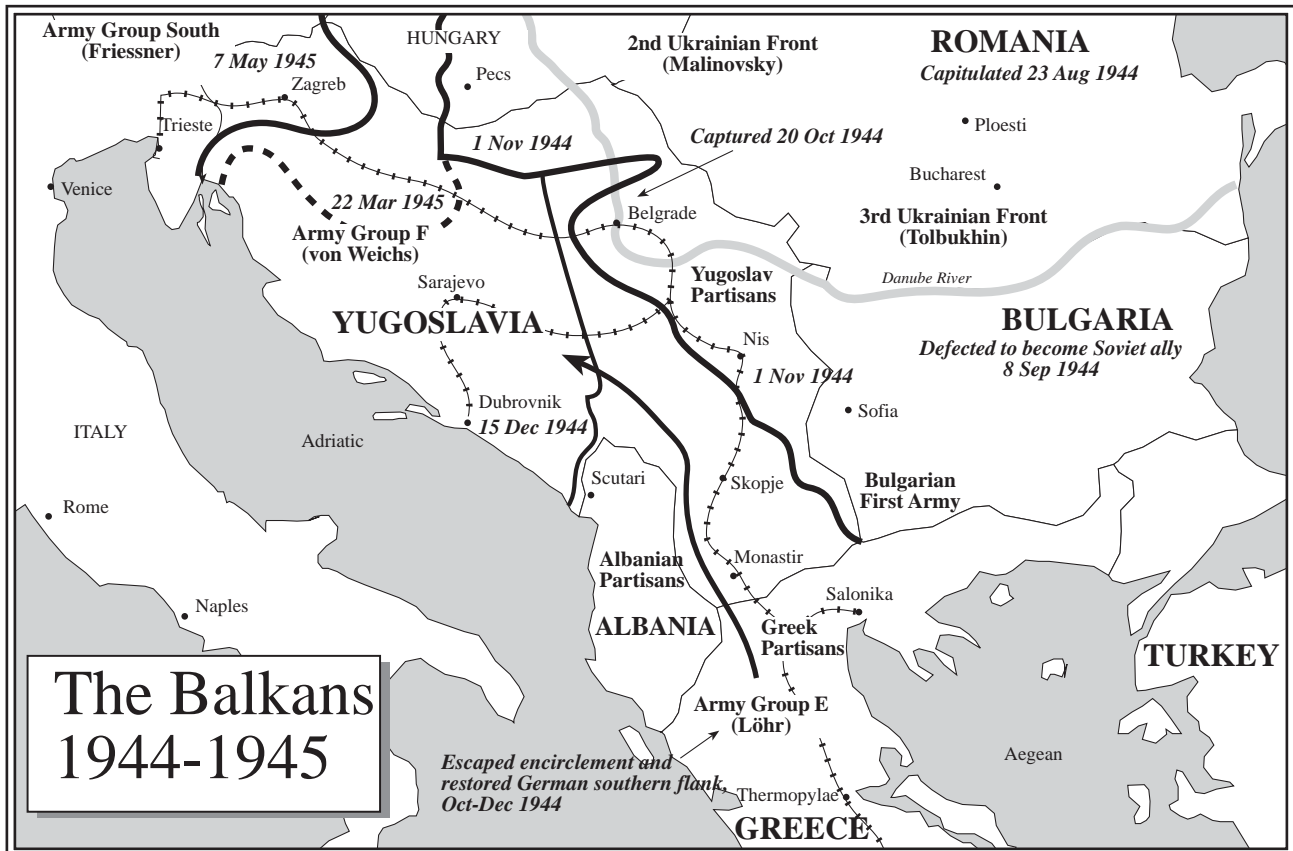 Army Group South
(Friessner)
7 May 1945
HUNGARY
Pecs
2nd Ukrainian Front
(Malinovsky)
ROMANIA
Capitulated 23 Aug 1944
Zagreb
Trieste
1 Nov 1944
Captured 20 Oct 1944
Ploesti
Venice
22 Mar 1945
Army Group F
(von Weichs)
Belgrade
Bucharest
3rd Ukrainian Front
(Tolbukhin)
Yugoslav
Partisans
Danube River
Sarajevo
YUGOSLAVIA
BULGARIA
Defected to become Soviet ally
8 Sep 1944
Nis
1 Nov 1944
Dubrovnik
15 Dec 1944
Sofia
ITALY
Adriatic
Scutari
Skopje
Bulgarian
First Army
Rome
Albanian
Partisans
Monastir
Salonika
Naples
ALBANIA
Greek
Partisans
TURKEY
The Balkans
1944-1945
Army Group E
(Löhr)
Escaped encirclement and
restored German southern flank,
Oct-Dec 1944
Aegean
Thermopylae
GREECE